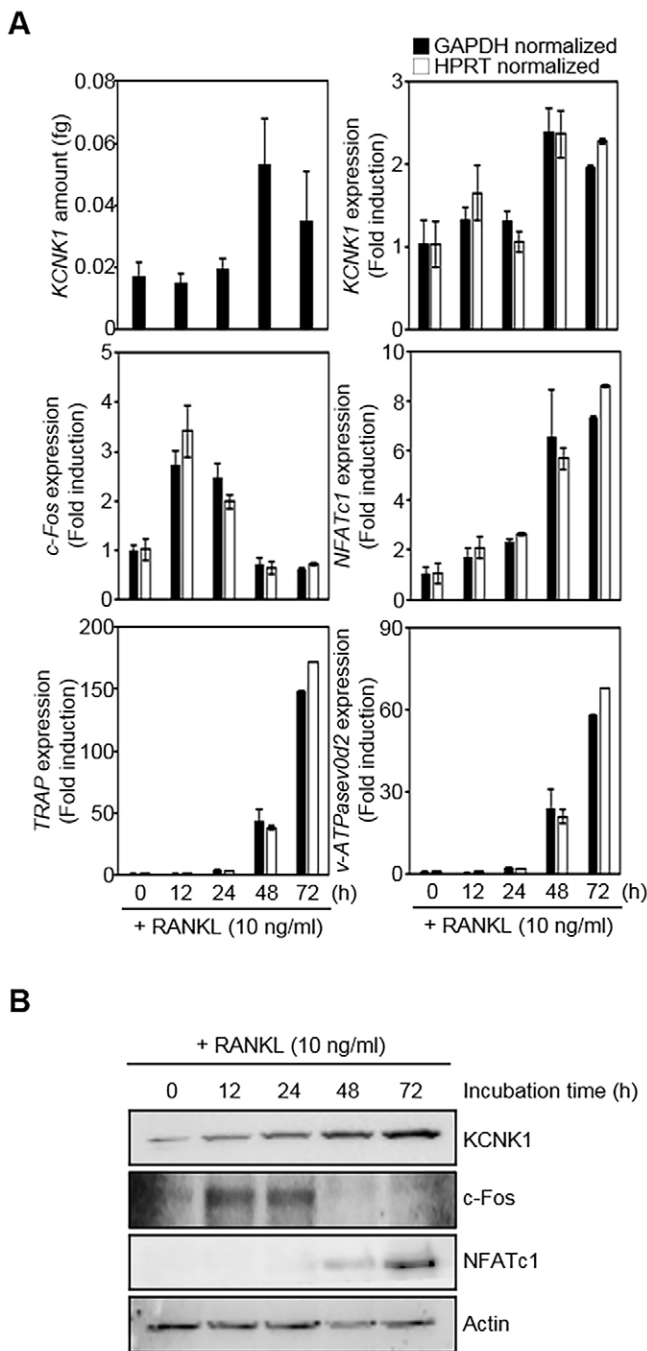 A
GAPDH normalized
HPRT normalized
KCNK1 amount (fg)
0.08
0.06
0.04
0.02
0
KCNK1 expression
(Fold induction)
3
2
1
0
c-Fos expression
(Fold induction)
5
4
3
2
1
0
NFATc1 expression
(Fold induction)
10
8
6
4
2
0
TRAP expression
(Fold induction)
200
150
100
50
0
0 12 24 48 72 (h)
+ RANKL (10 ng/ml)
v-ATPasev0d2 expression
(Fold induction)
90
60
30
0
0 12 24 48 72 (h)
+ RANKL (10 ng/ml)
B
+ RANKL (10 ng/ml)
0 12 24 48 72 Incubation time (h)
KCNK1
c-Fos
NFATc1
Actin